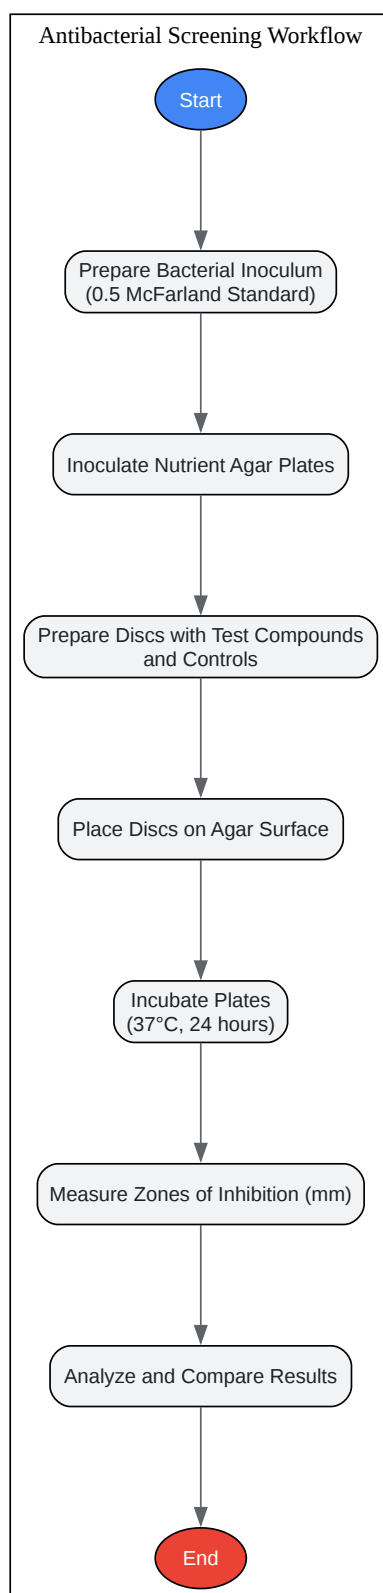 Antibacterial Screening Workflow
Start
Prepare Bacterial Inoculum
(0.5 McFarland Standard)
Inoculate Nutrient Agar Plates
Prepare Discs with Test Compounds
and Controls
Place Discs on Agar Surface
Incubate Plates
(37°C, 24 hours)
Measure Zones of Inhibition (mm)
Analyze and Compare Results
End